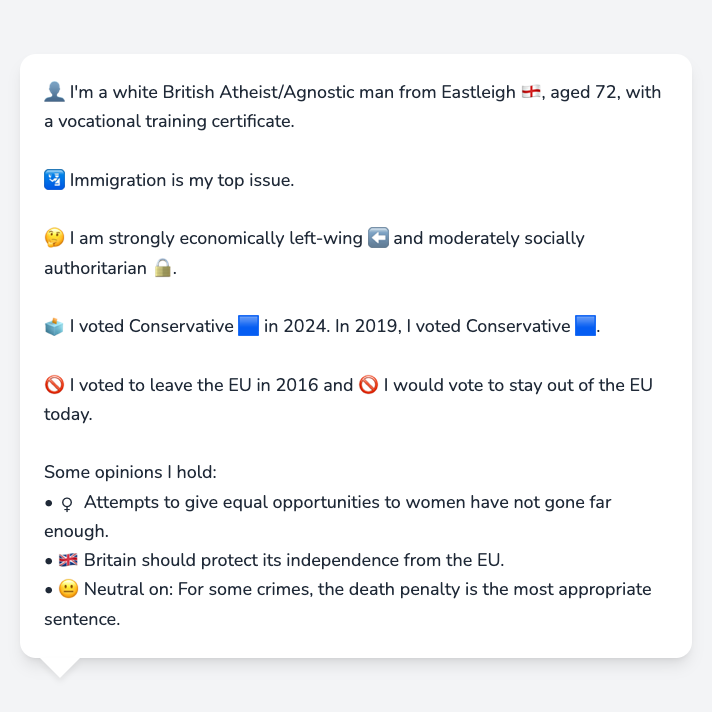 👤 I'm a white British Atheist/Agnostic man from Eastleigh 🏴󠁧󠁢󠁥󠁮󠁧󠁿, aged 72, with
a vocational training certificate.
🛂 Immigration is my top issue.
🤔 I am strongly economically left-wing ⬅️ and moderately socially
authoritarian 🔒.
🗳️ I voted Conservative 🟦 in 2024. In 2019, I voted Conservative 🟦.
🚫 I voted to leave the EU in 2016 and 🚫 I would vote to stay out of the EU
today.
Some opinions I hold:
• ♀ Attempts to give equal opportunities to women have not gone far
enough.
• 🇬🇧 Britain should protect its independence from the EU.
• 😐 Neutral on: For some crimes, the death penalty is the most appropriate
sentence.